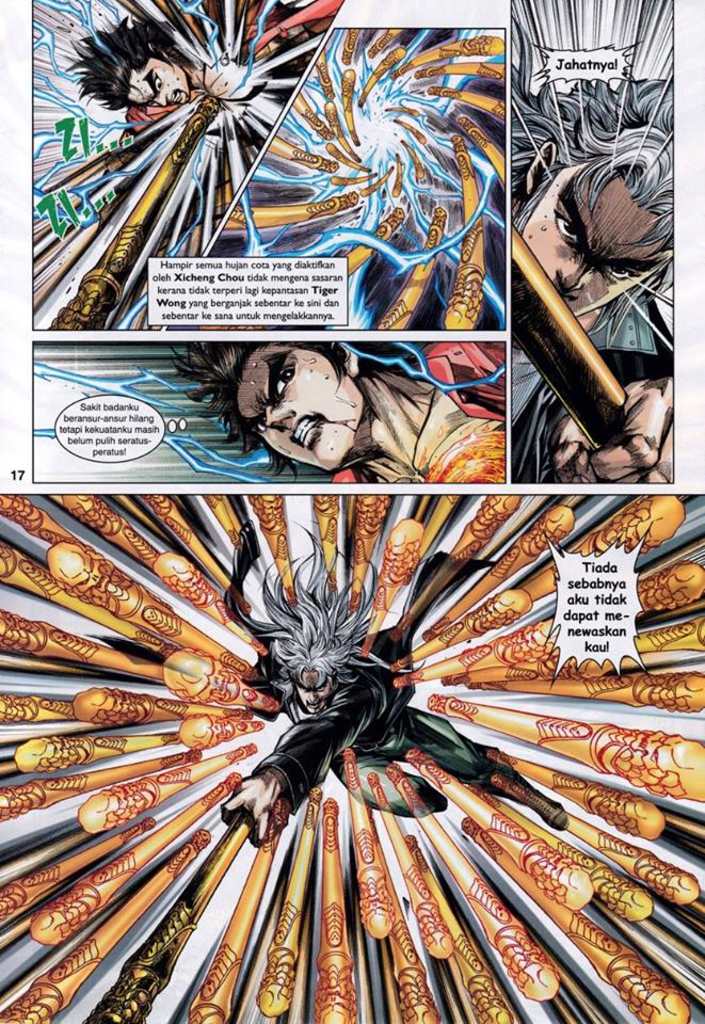 ZI...
ZI...
Hampir semua hujan cota yang diaktifkan
oleh Xicheng Chou tidak mengena sasaran
kerana tidak terperi lagi kepantasan Tiger
Wong yang berganjak sebentar ke sini dan
sebentar ke sana untuk mengelakkannya.
Jahatnya!
Sakit badanku
beransur-ansur hilang
tetapi kekuatanku masih
belum pulih seratus-
peratus!
17
Tiada
sebabnya
aku tidak
dapat me-
newaskan
kau!